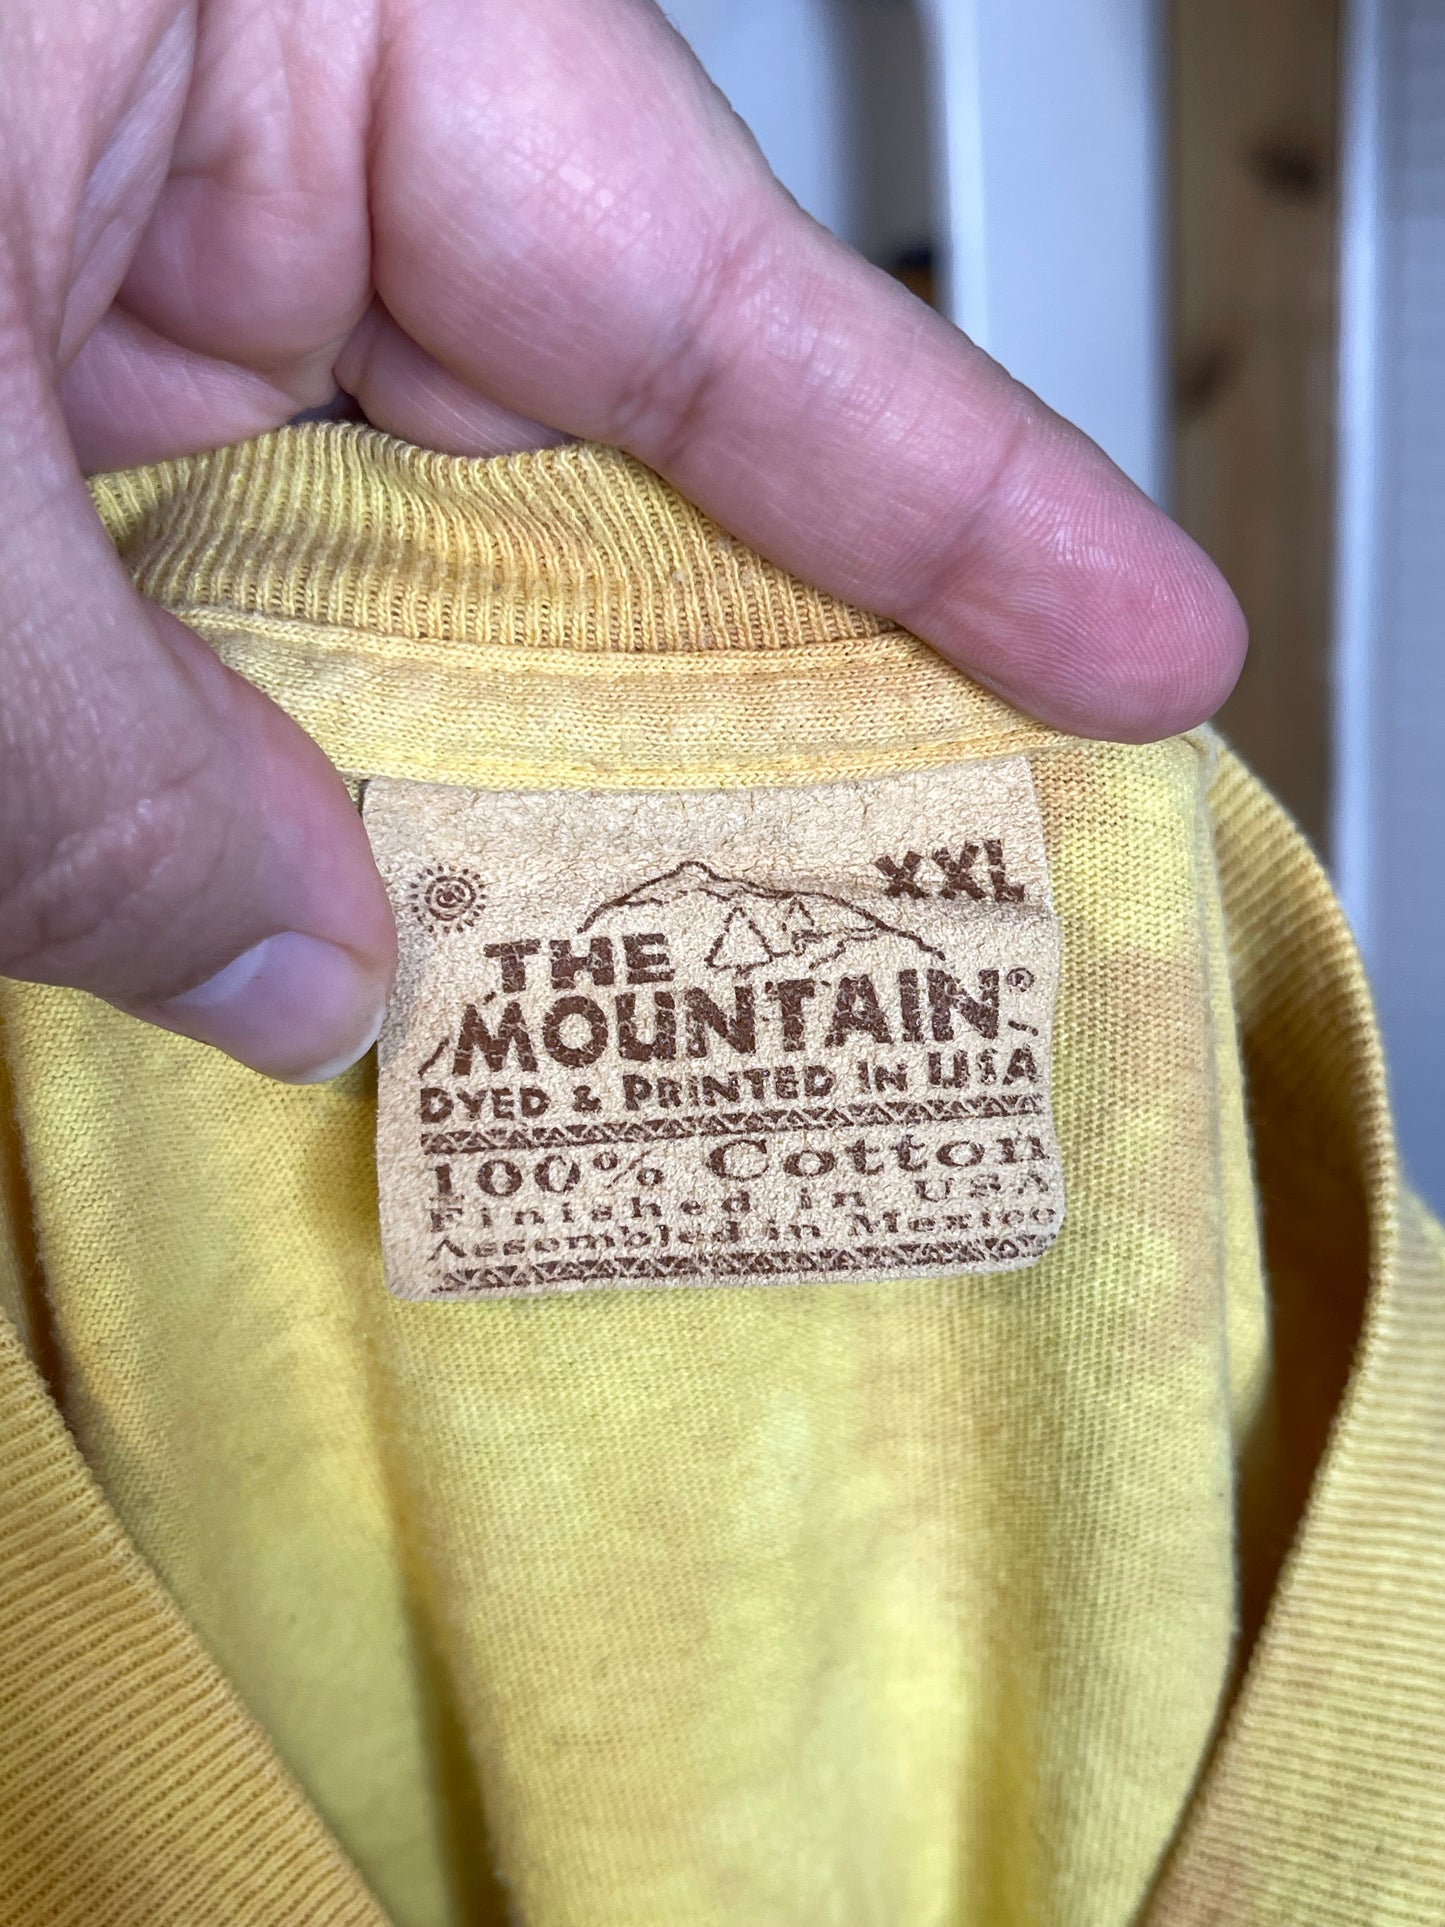 XXL
THE
MOUNTAIN®
DYED & PRINTED IN USA
100% Cotton
Finished in USA
Assembled in Mexico